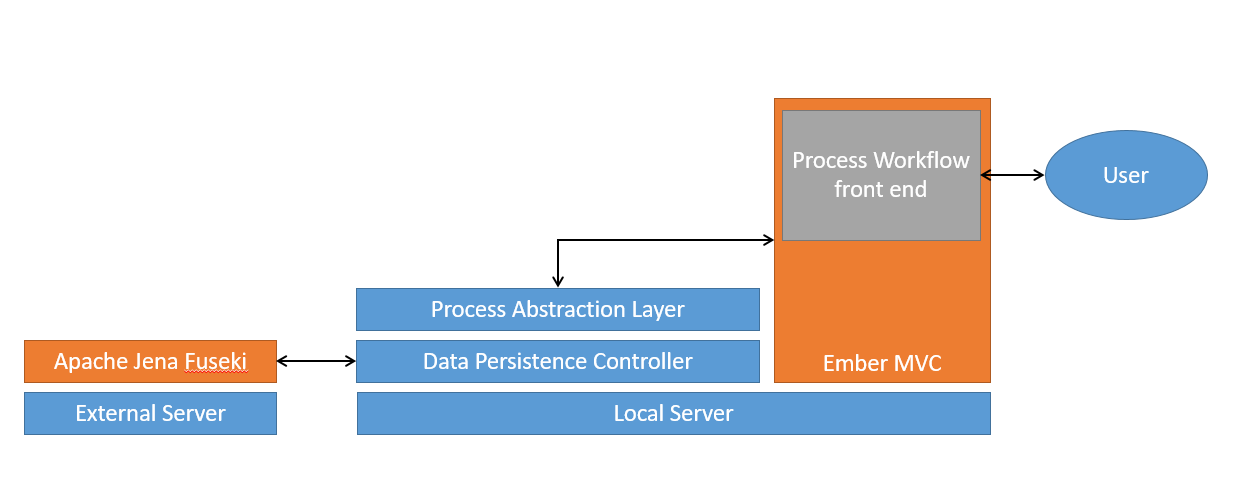 Process Workflow
front end
User
Process Abstraction Layer
Apache Jena Fuseki
Data Persistence Controller
Ember MVC
External Server
Local Server